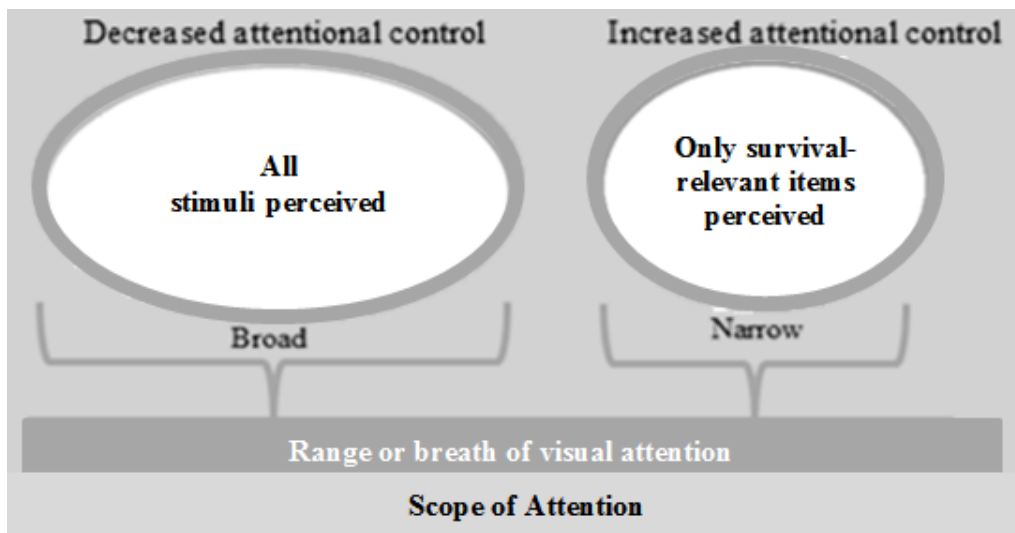 Decreased attentional control
Increased attentional control
All
stimuli perceived
Only survival-
relevant items
perceived
Broad
Narrow
Range or breath of visual attention
Scope of Attention